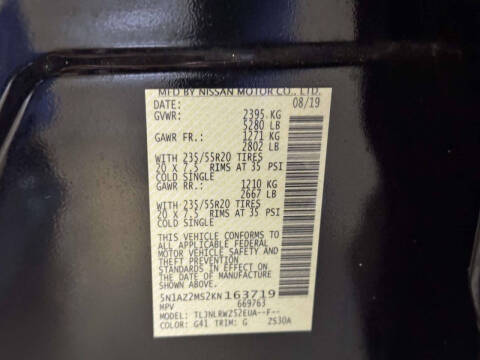 MFD BY NISSAN MOTOR CO., LTD.
DATE: 08/19
GVWR: 2395 KG
5280 LB
GAWR FR.: 1271 KG
2802 LB
WITH 235/55R20 TIRES
20 X 7.5 RIMS AT 35 PSI
COLD SINGLE
GAWR RR.: 1210 KG
2667 LB
WITH 235/55R20 TIRES
20 X 7.5 RIMS AT 35 PSI
COLD SINGLE
THIS VEHICLE CONFORMS TO
ALL APPLICABLE FEDERAL
MOTOR VEHICLE SAFETY AND
THEFT PREVENTION
STANDARDS IN EFFECT ON
THE DATE OF MANUFACTURE
SHOWN ABOVE.
5N1AZ2MS2KN163719
MPV 669763
MODEL: TLJNLRWZ52EUA--F--
COLOR: G41 TRIM: G ZS30A